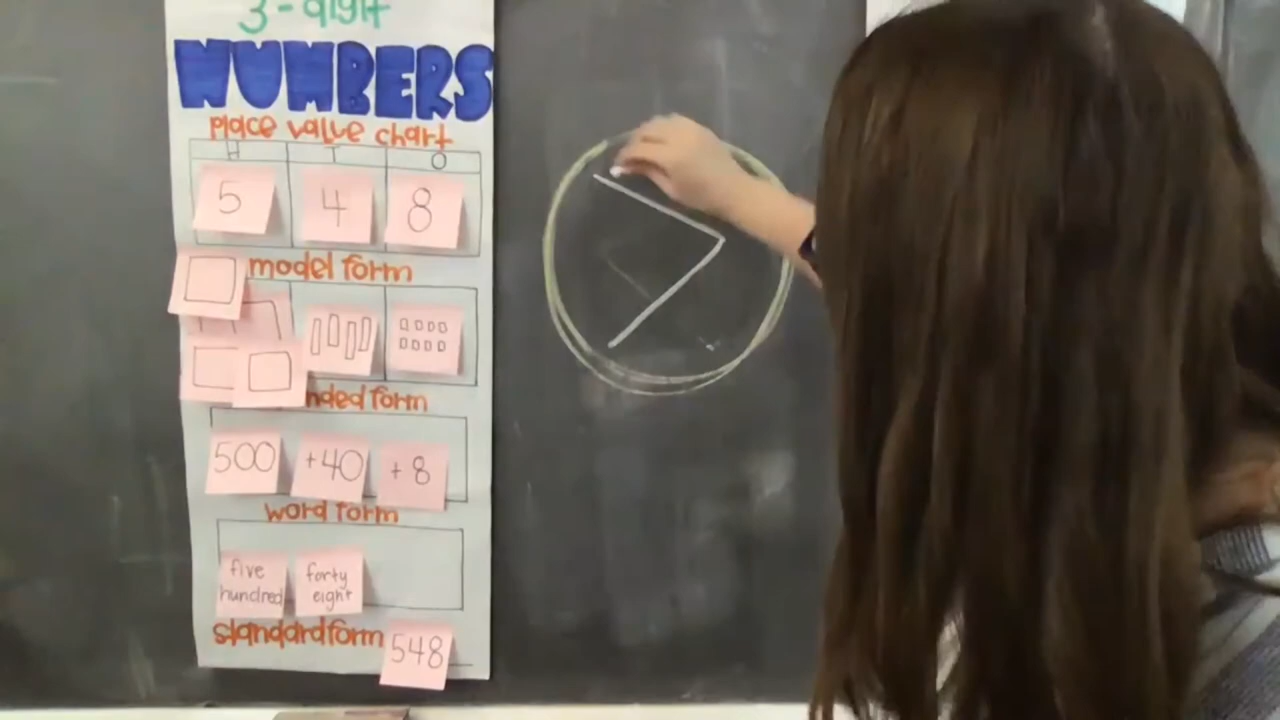 3-digit
NUMBERS
place value chart
H T O
5 4 8
model form
nded form
500 +40 +8
word form
five hundred
forty eight
standard form 548
>